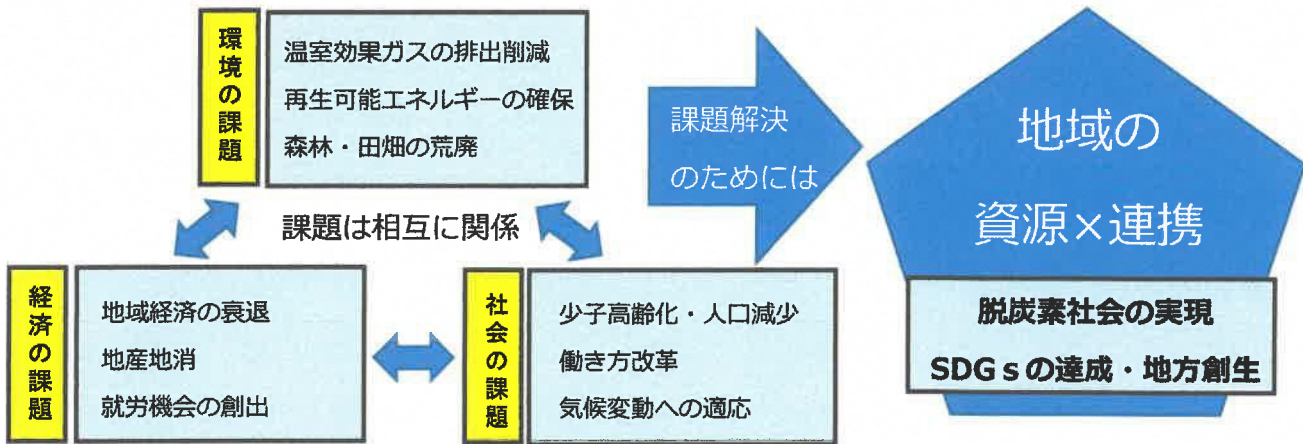 環境の課題
温室効果ガスの排出削減
再生可能エネルギーの確保
森林・田畑の荒廃
課題は相互に関係
経済の課題
地域経済の衰退
地産地消
就労機会の創出
社会の課題
少子高齢化・人口減少
働き方改革
気候変動への適応
課題解決
のためには
地域の
資源×連携
脱炭素社会の実現
SDGsの達成・地方創生